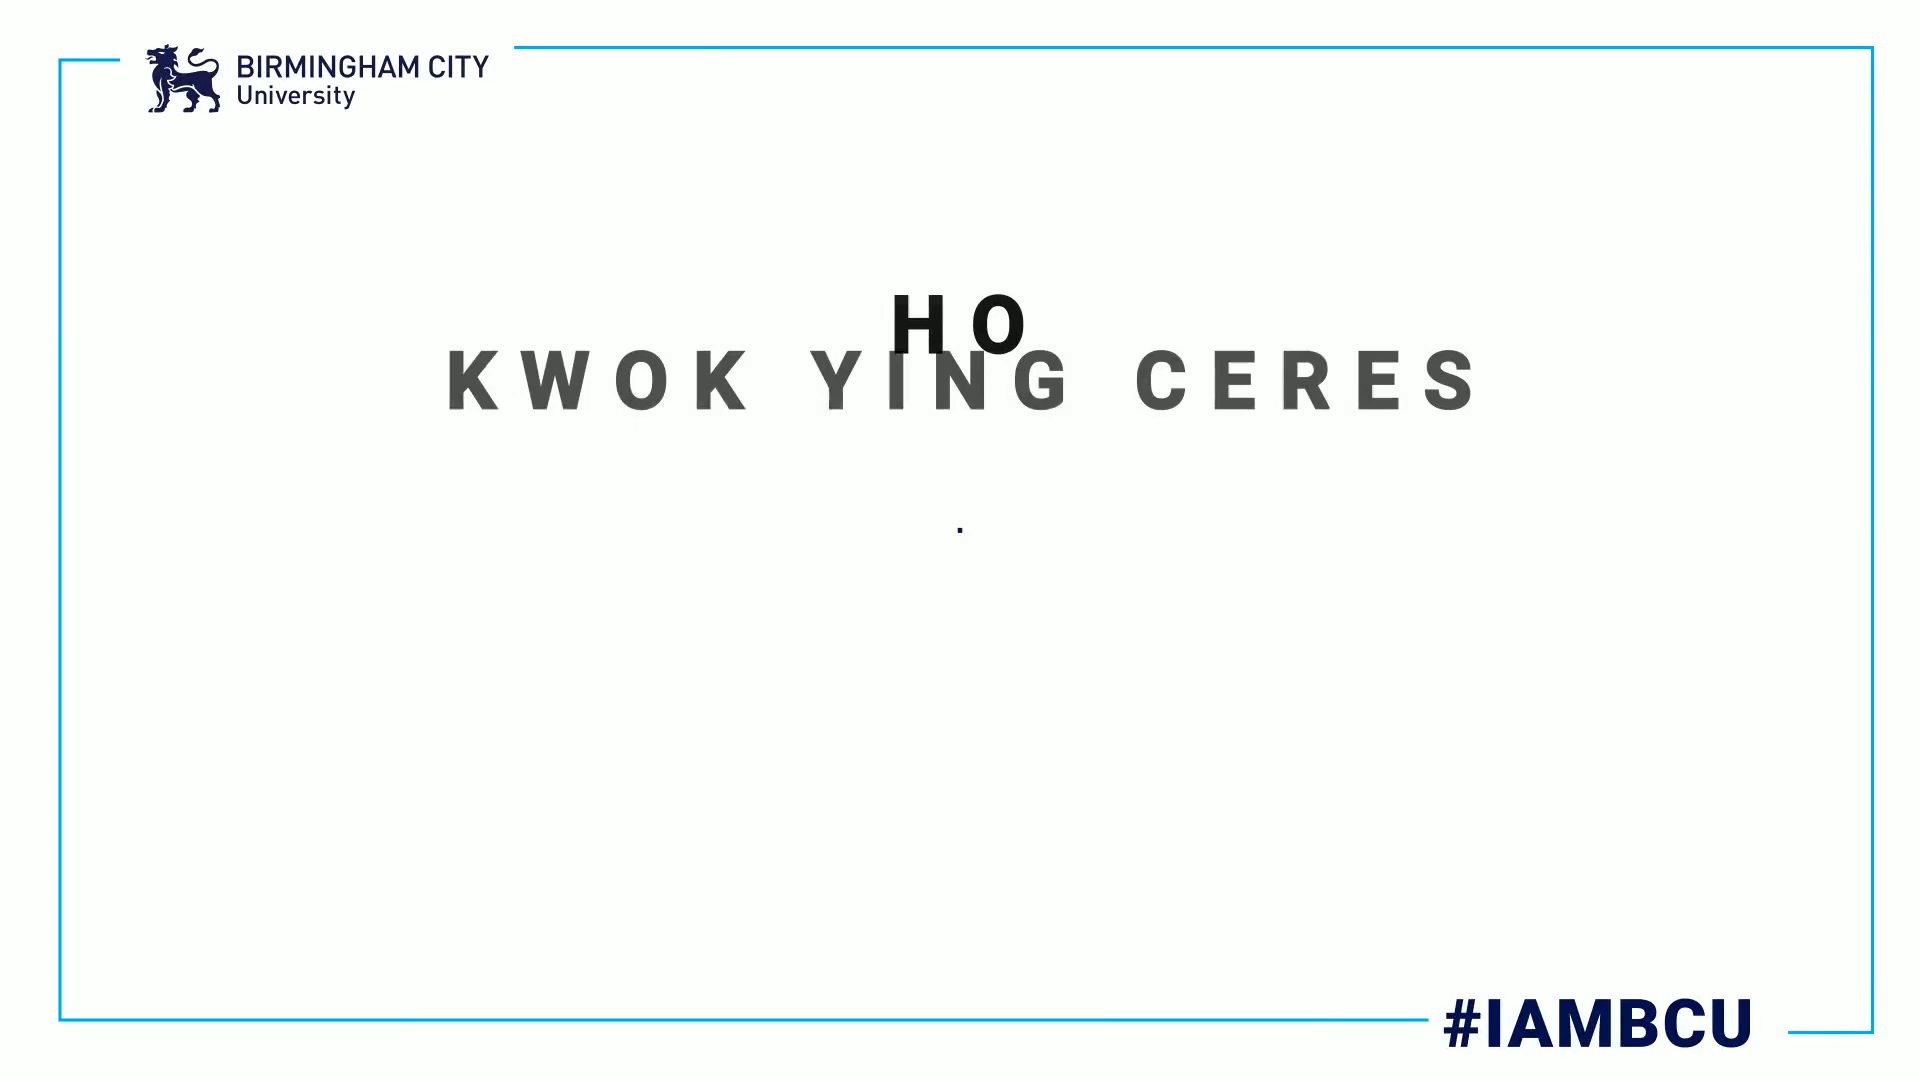 BIRMINGHAM CITY
University
HO
KWOK YING CERES
.
#IAMBCU